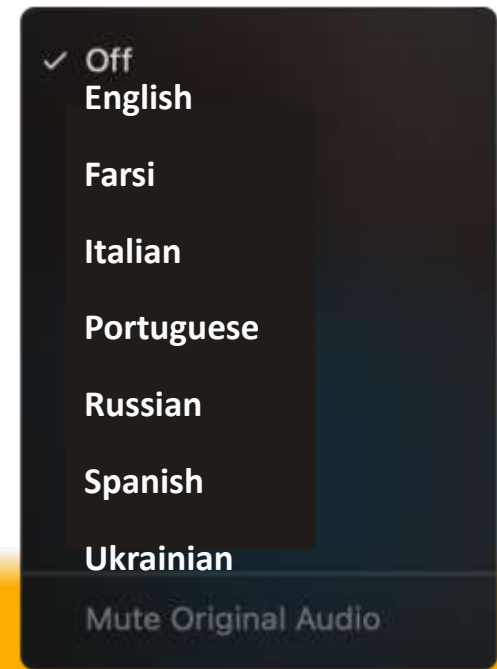 ✓ Off
English
Farsi
Italian
Portuguese
Russian
Spanish
Ukrainian
Mute Original Audio